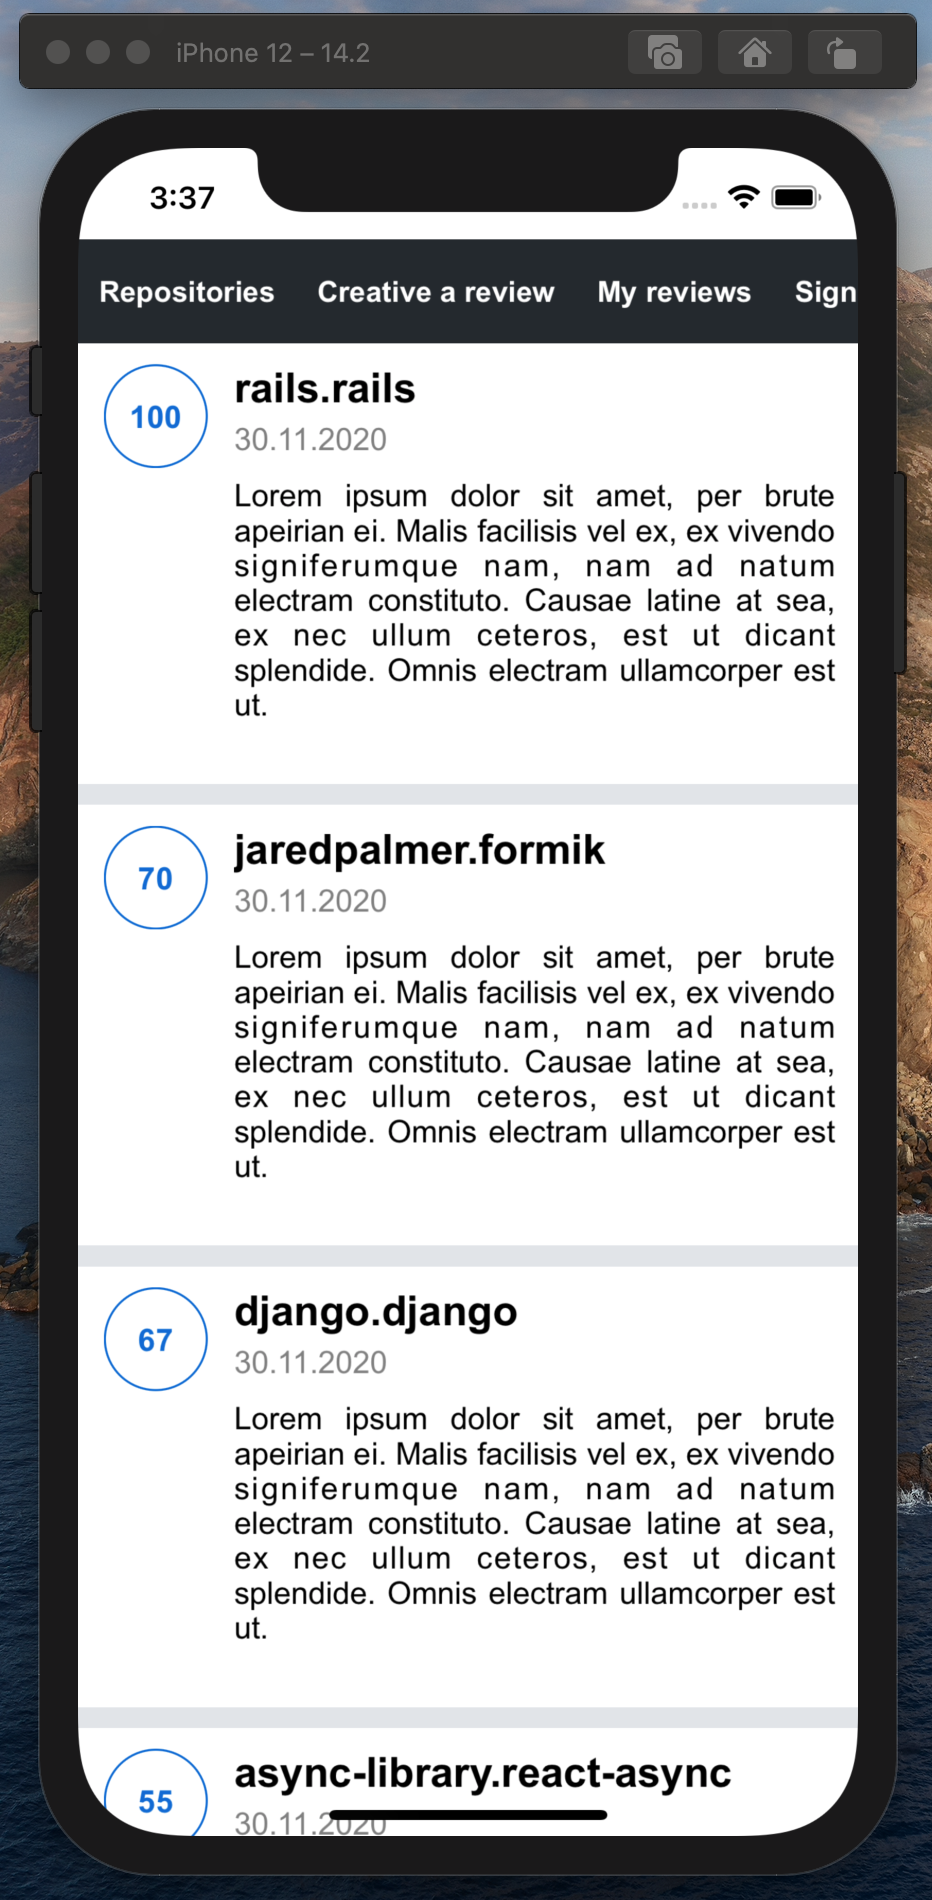 iPhone 12 – 14.2
3:37
Repositories Creative a review My reviews Sign
100
rails.rails
30.11.2020
Lorem ipsum dolor sit amet, per brute
apeirian ei. Malis facilisis vel ex, ex vivendo
signiferumque nam, nam ad natum
electram constituto. Causae latine at sea,
ex nec ullum ceteros, est ut dicant
splendide. Omnis electram ullamcorper est
ut.
70
jaredpalmer.formik
30.11.2020
Lorem ipsum dolor sit amet, per brute
apeirian ei. Malis facilisis vel ex, ex vivendo
signiferumque nam, nam ad natum
electram constituto. Causae latine at sea,
ex nec ullum ceteros, est ut dicant
splendide. Omnis electram ullamcorper est
ut.
67
django.django
30.11.2020
Lorem ipsum dolor sit amet, per brute
apeirian ei. Malis facilisis vel ex, ex vivendo
signiferumque nam, nam ad natum
electram constituto. Causae latine at sea,
ex nec ullum ceteros, est ut dicant
splendide. Omnis electram ullamcorper est
ut.
55
async-library.react-async
30.11.2020